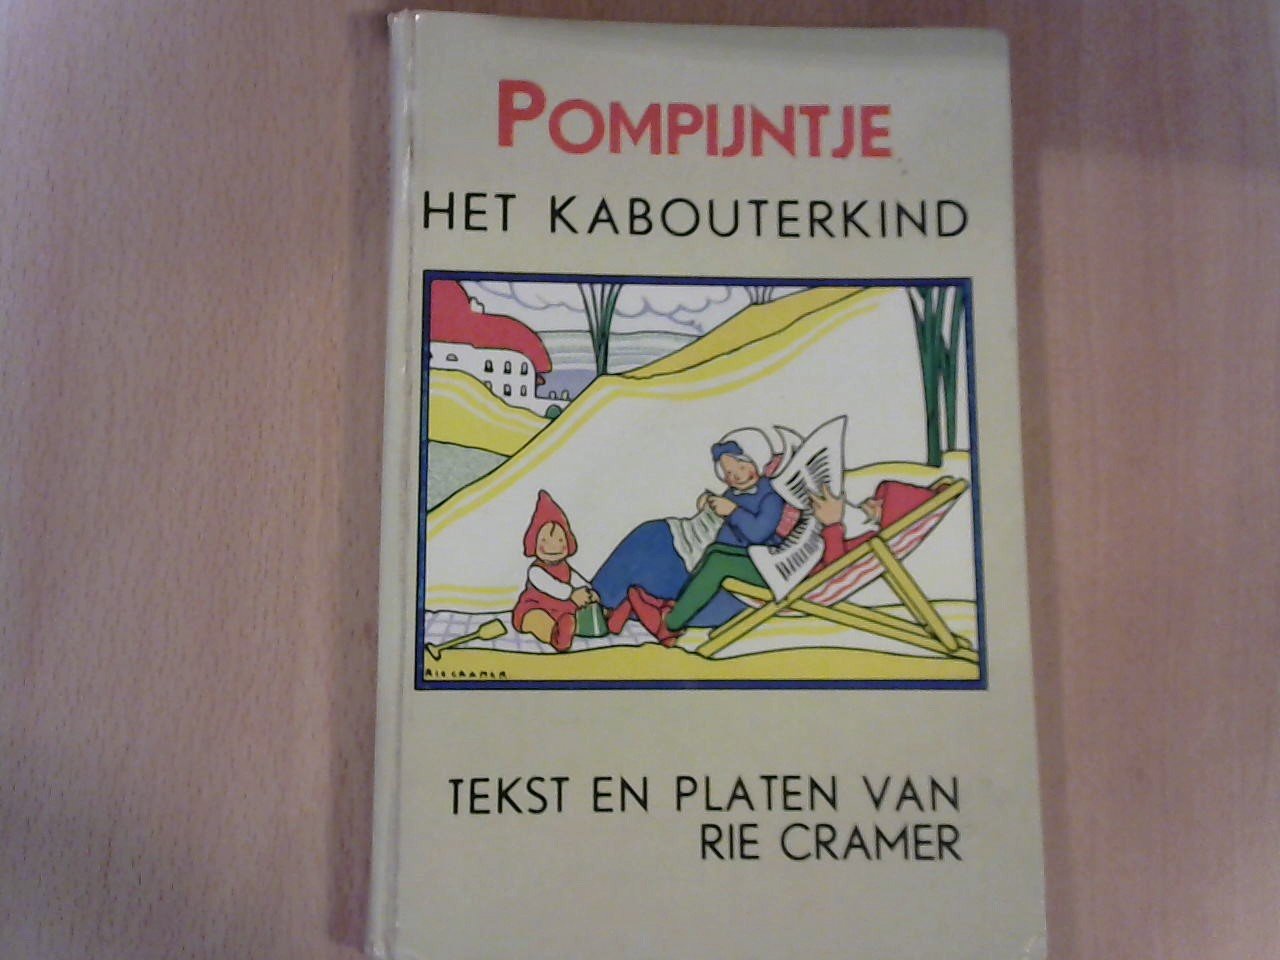 POMPIJNTJE
HET KABOUTERKIND
RIE CRAMER
TEKST EN PLATEN VAN
RIE CRAMER